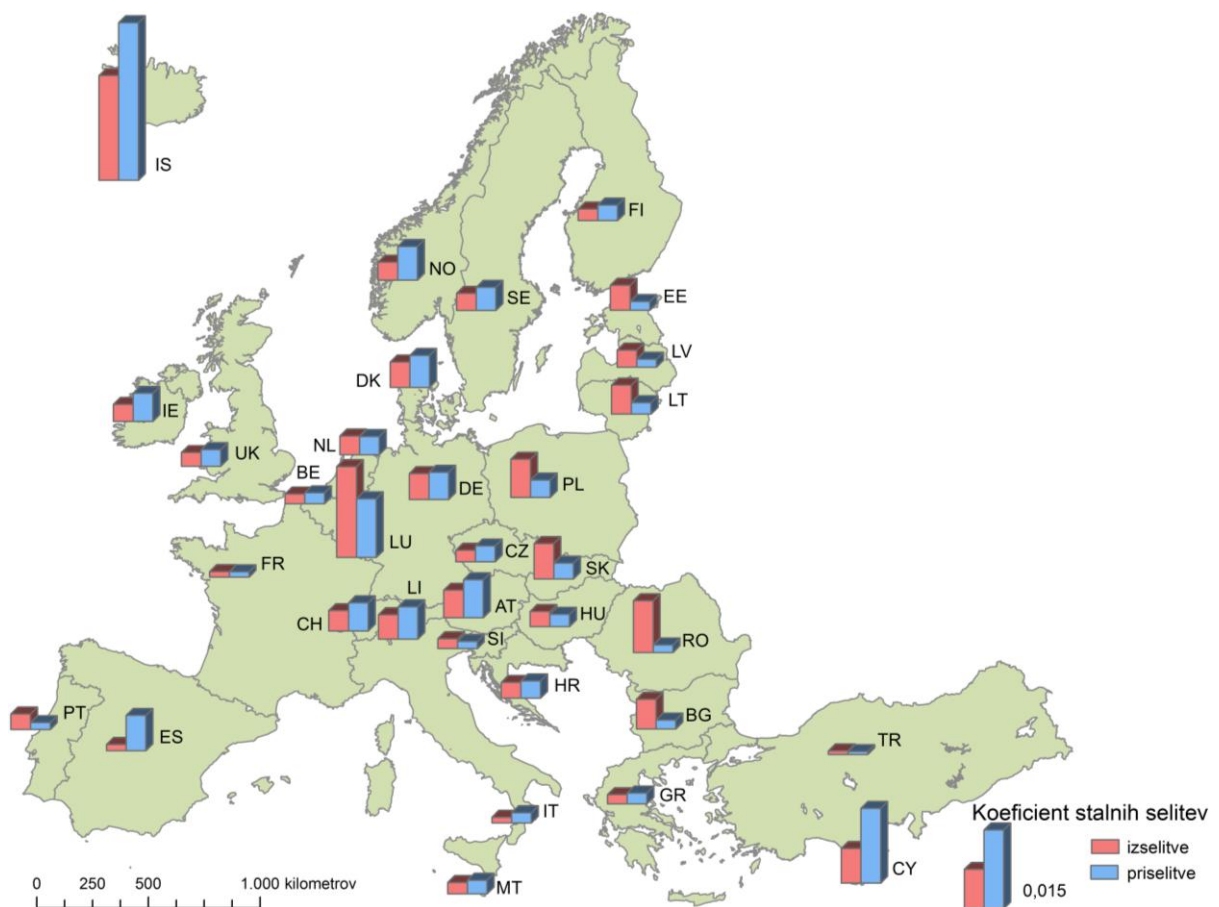 IS
FI
NO
SE
EE
LV
DK
LT
IE
NL
UK
BE
DE
PL
LU
CZ
FR
SK
LI
AT
HU
CH
SI
RO
HR
PT
BG
ES
TR
GR
IT
Koeficient stalnih selitev
izselitve
CY
priselitve
MT
0 250 500 1.000 kilometrov
0,015